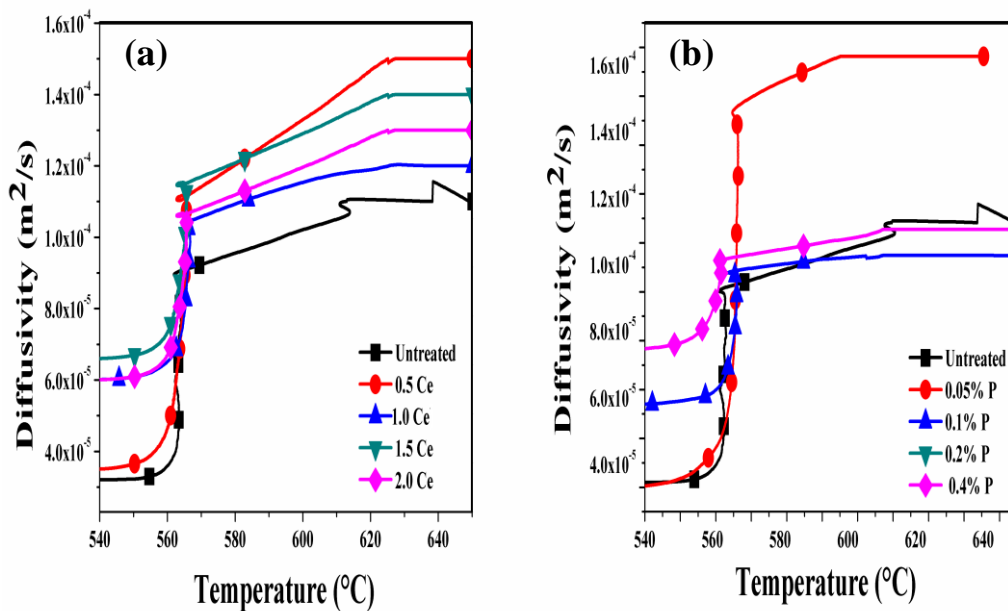 (a)
Diffusivity (m²/s)
1.6x10⁻⁴
1.4x10⁻⁴
1.2x10⁻⁴
1.0x10⁻⁴
8.0x10⁻⁵
6.0x10⁻⁵
4.0x10⁻⁵
Untreated
0.5 Ce
1.0 Ce
1.5 Ce
2.0 Ce
540 560 580 600 620 640
Temperature (°C)
(b)
Diffusivity (m²/s)
1.6x10⁻⁴
1.4x10⁻⁴
1.2x10⁻⁴
1.0x10⁻⁴
8.0x10⁻⁵
6.0x10⁻⁵
4.0x10⁻⁵
Untreated
0.05% P
0.1% P
0.2% P
0.4% P
540 560 580 600 620 640
Temperature (°C)